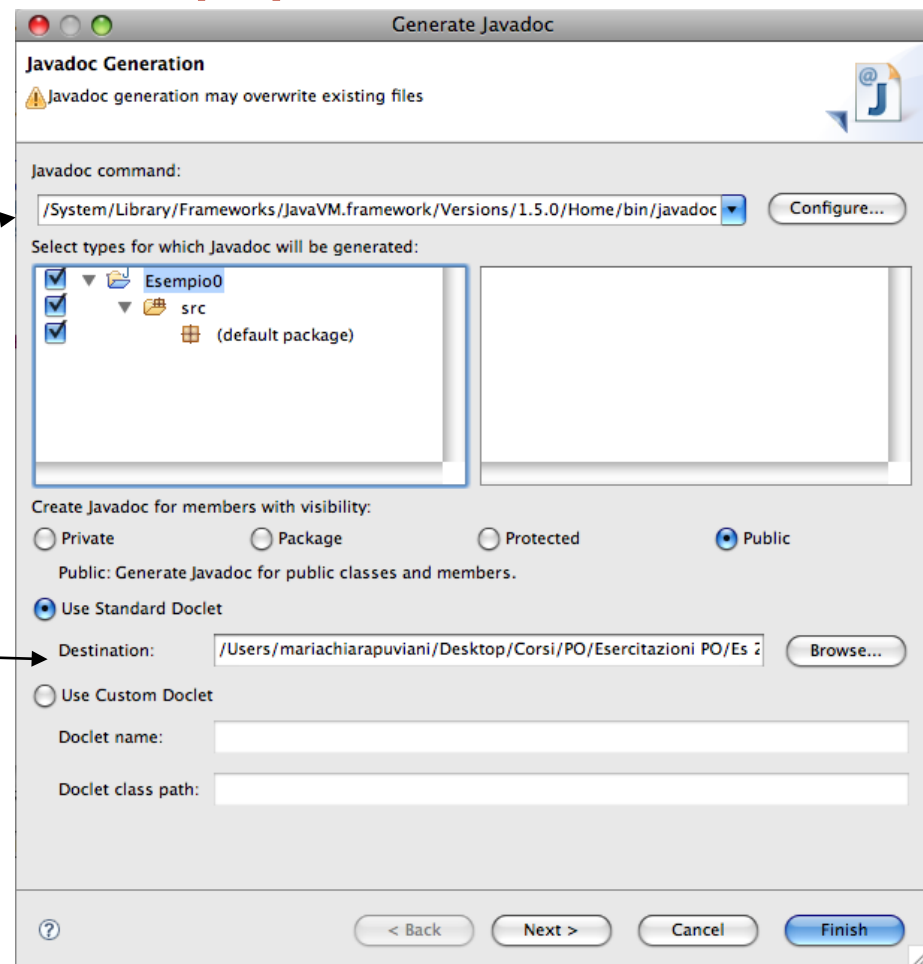 Generate Javadoc
Javadoc Generation
Javadoc generation may overwrite existing files
@
J
Javadoc command:
/System/Library/Frameworks/JavaVM.framework/Versions/1.5.0/Home/bin/javadoc
Configure...
Select types for which Javadoc will be generated:
Esempio0
src
(default package)
Create Javadoc for members with visibility:
Private Package Protected Public
Public: Generate Javadoc for public classes and members.
Use Standard Doclet
Destination: /Users/mariachiarapuviani/Desktop/Corsi/PO/Esercitazioni PO/Es Browse...
Use Custom Doclet
Doclet name:
Doclet class path:
? < Back Next > Cancel Finish